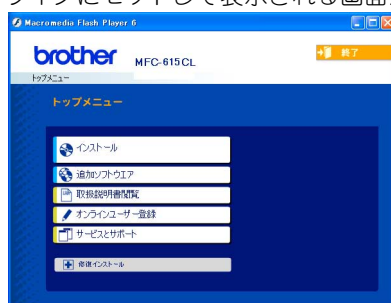 ライブにセットして表示される画面
Macromedia Flash Player 6
brother MFC-615CL
終了
トップメニュー
トップメニュー
インストール
追加ソフトウエア
取扱説明書閲覧
オンラインユーザー登録
サービスとサポート
修復インストール